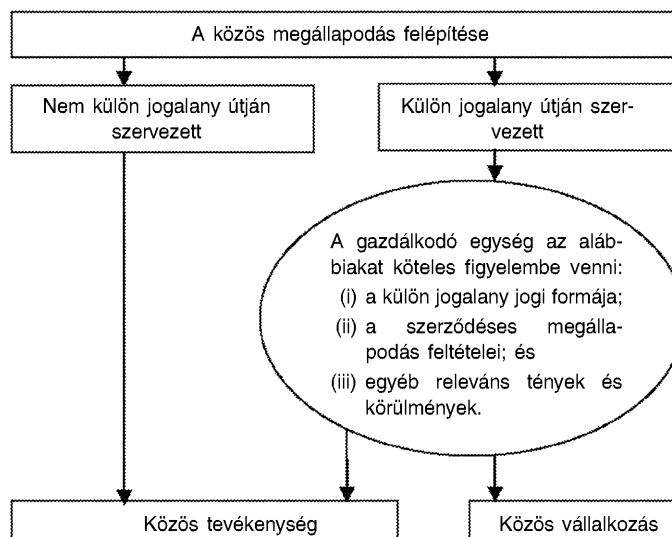 A közös megállapodás felépítése
Nem külön jogalany útján
szervezett
Külön jogalany útján szer-
vezett
A gazdálkodó egység az aláb-
biakat köteles figyelembe venni:
(i) a külön jogalany jogi formája;
(ii) a szerződéses megálla-
podás feltételei; és
(iii) egyéb releváns tények és
körülmények.
Közös tevékenység
Közös vállalkozás